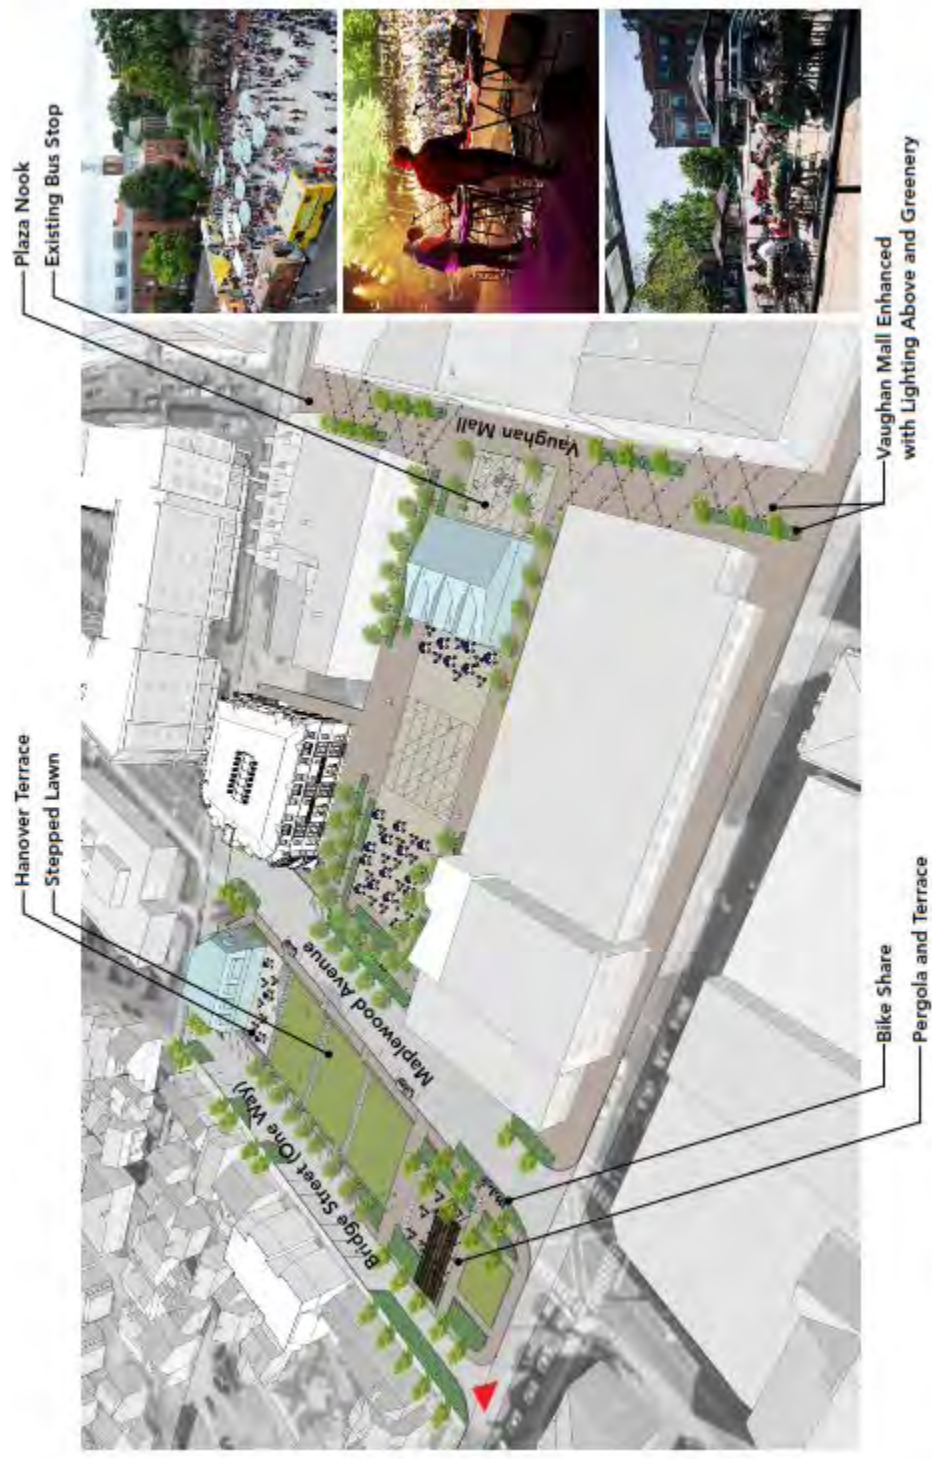 Hanover Terrace
Stepped Lawn
Plaza Nook
Existing Bus Stop
Bridge Street (One Way)
Maplewood Avenue
Vaughan Mall
Bike Share
Pergola and Terrace
Vaughan Mall Enhanced
with Lighting Above and Greenery